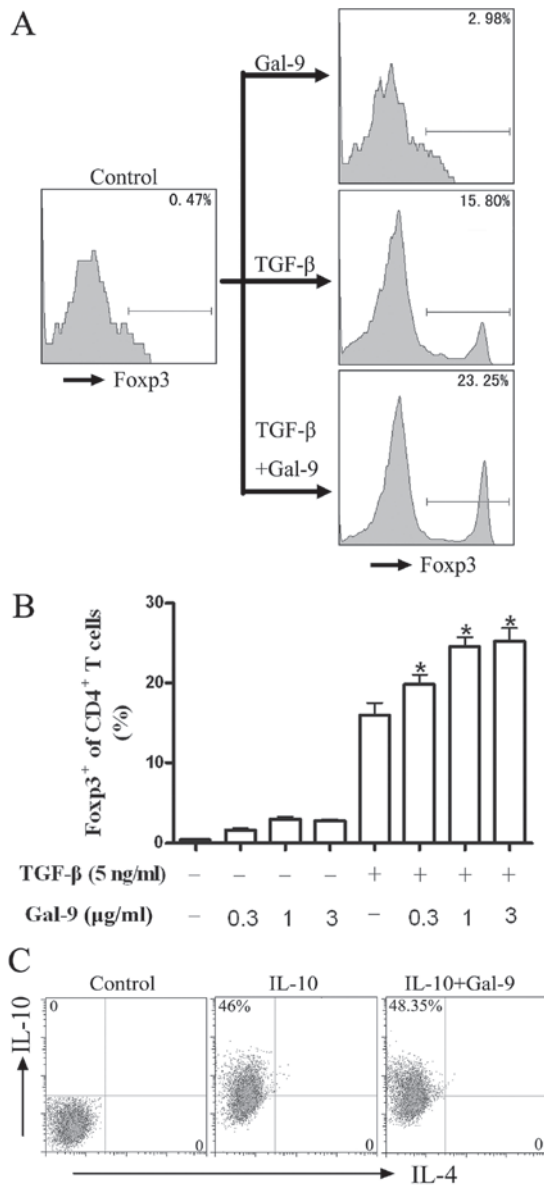 A
Gal-9
2.98%
Control
0.47%
TGF-β
15.80%
TGF-β
+Gal-9
23.25%
Foxp3
Foxp3
B
Foxp3⁺ of CD4⁺ T cells
(%)
30
20
10
0
* * *
TGF-β (5 ng/ml) − − − − + + + +
Gal-9 (μg/ml) − 0.3 1 3 − 0.3 1 3
C
Control IL-10 IL-10+Gal-9
IL-10
0 46% 48.35%
0 0 0
IL-4